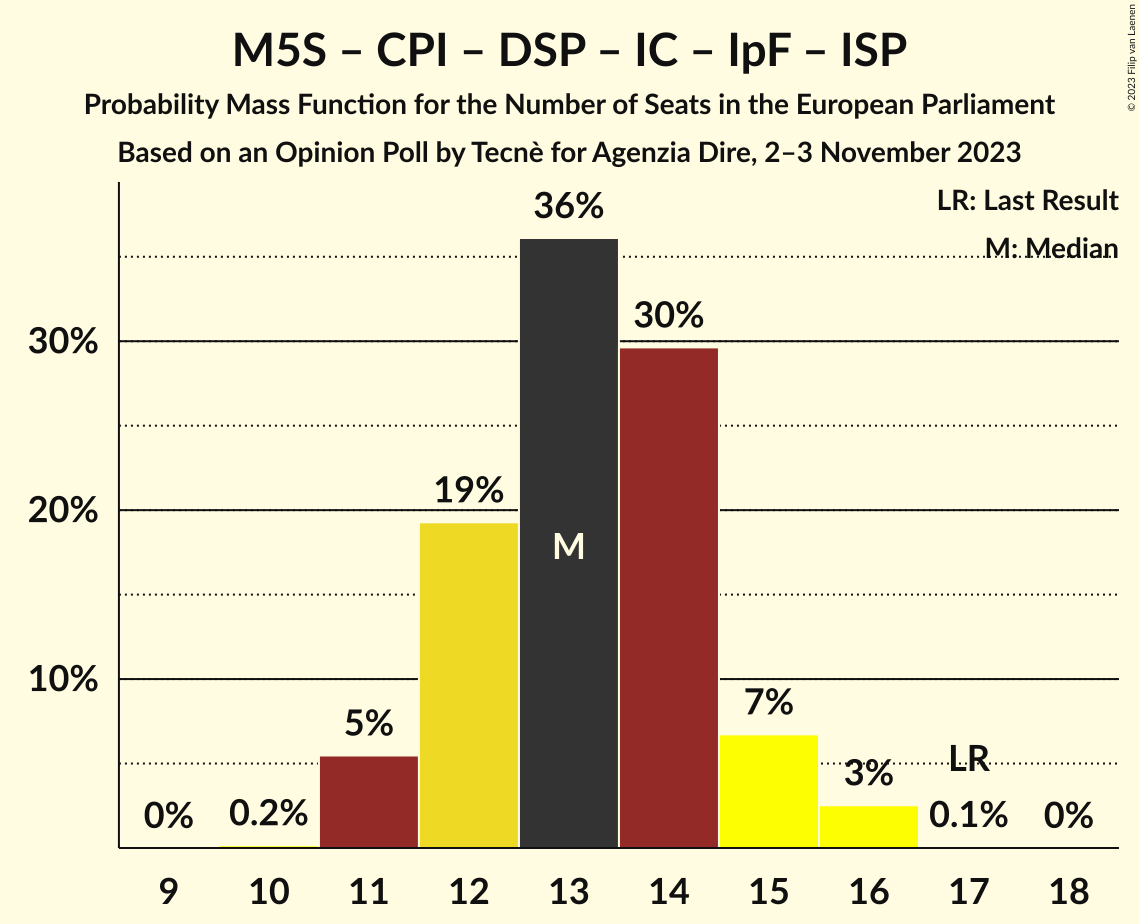 M5S – CPI – DSP – IC – IpF – ISP
Probability Mass Function for the Number of Seats in the European Parliament
Based on an Opinion Poll by Tecnè for Agenzia Dire, 2–3 November 2023
© 2023 Filip van Laenen
LR: Last Result
M: Median
36%
30%
30%
19%
20%
M
10%
7%
5%
3%
LR
0%
0.2%
0.1%
0%
9 10 11 12 13 14 15 16 17 18